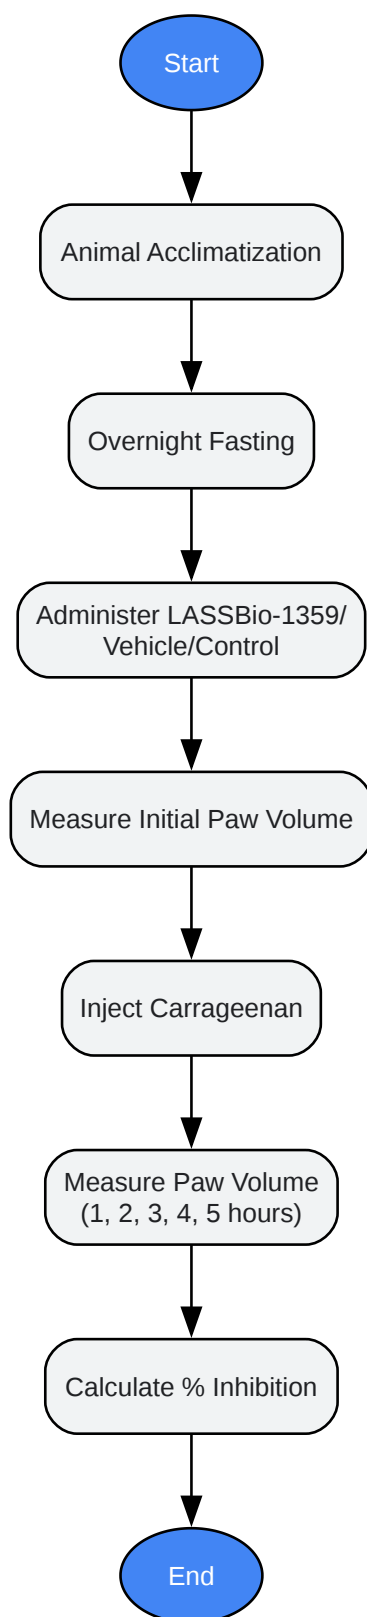 Start
Animal Acclimatization
Overnight Fasting
Administer LASSBio-1359/
Vehicle/Control
Measure Initial Paw Volume
Inject Carrageenan
Measure Paw Volume
(1, 2, 3, 4, 5 hours)
Calculate % Inhibition
End